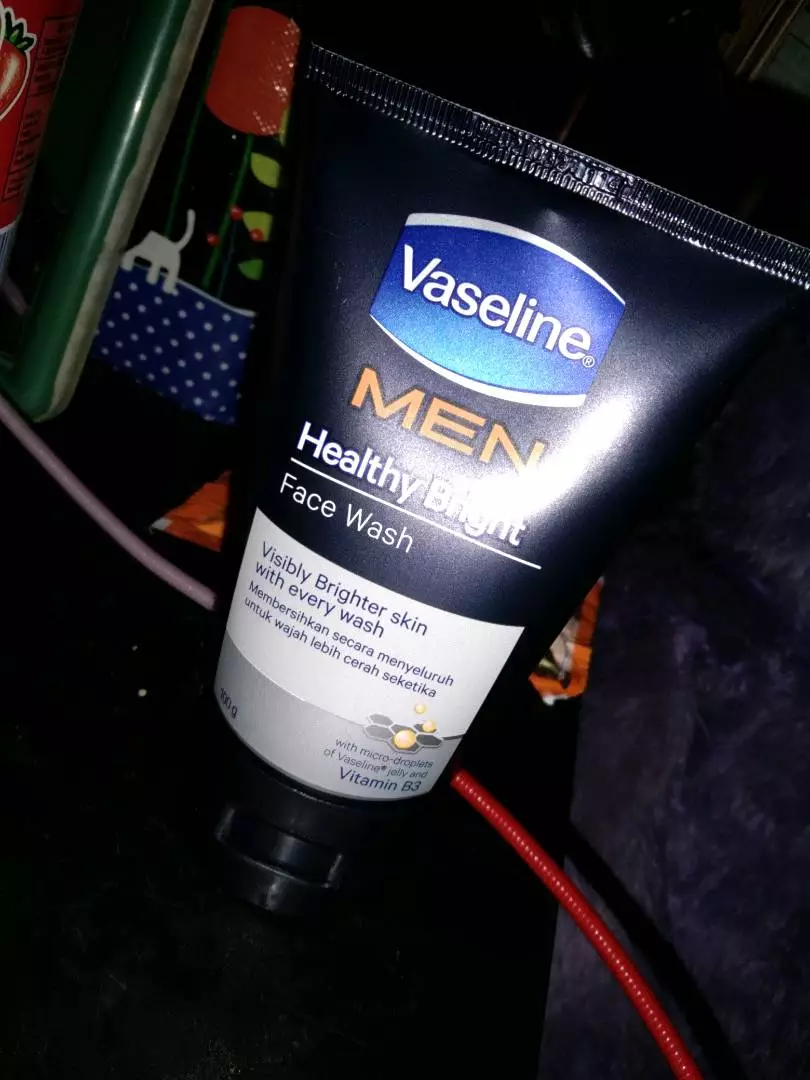 Vaseline®
MEN
Healthy Bright
Face Wash
Visibly Brighter skin
with every wash
Membersihkan secara menyeluruh
untuk wajah lebih cerah seketika
100 g
with micro-droplets
of Vaseline® jelly and
Vitamin B3